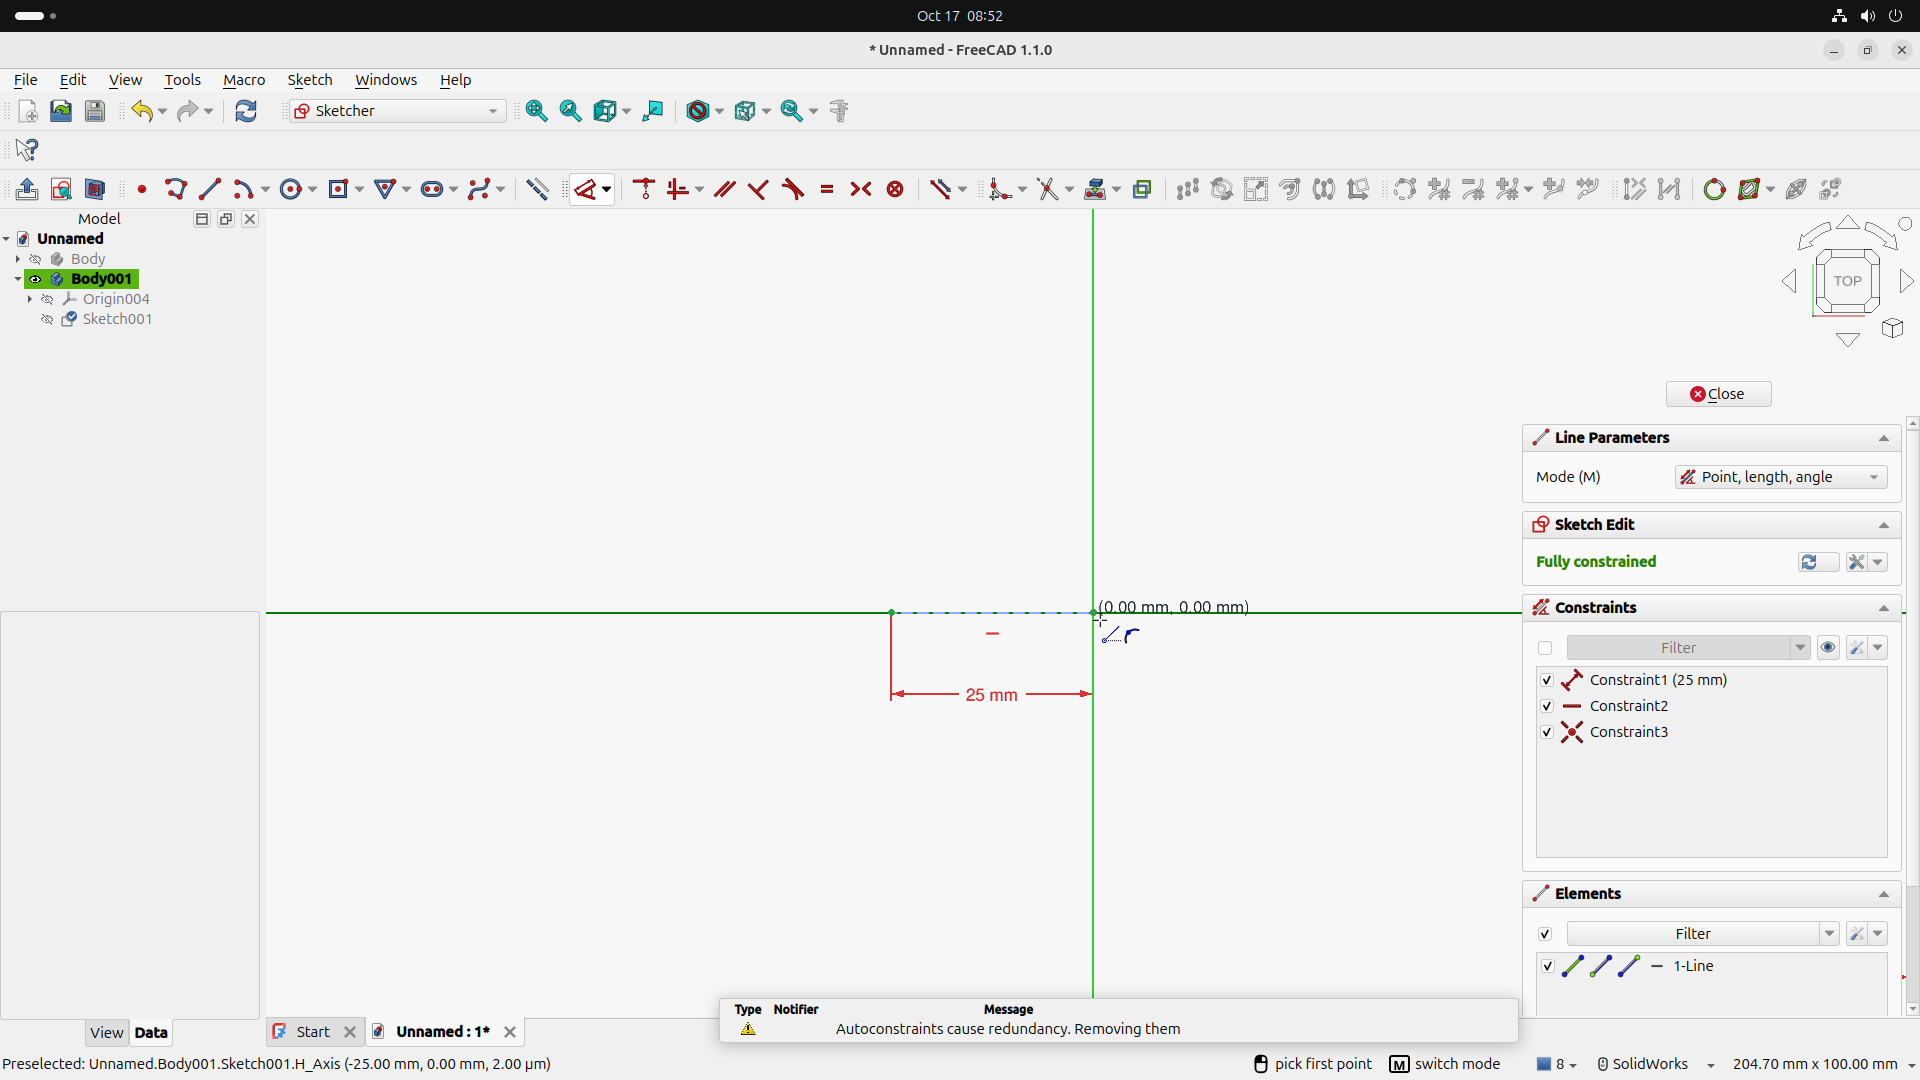 Oct 17 08:52
* Unnamed - FreeCAD 1.1.0
File Edit View Tools Macro Sketch Windows Help
Sketcher
Model
Unnamed
Body
Body001
Origin004
Sketch001
TOP
Close
Line Parameters
Mode (M) Point, length, angle
Sketch Edit
Fully constrained
Constraints
Filter
Constraint1 (25 mm)
Constraint2
Constraint3
Elements
Filter
1-Line
(0.00 mm, 0.00 mm)
25 mm
View Data
Start
Unnamed : 1*
Type Notifier Message
Autoconstraints cause redundancy. Removing them
Preselected: Unnamed.Body001.Sketch001.H_Axis (-25.00 mm, 0.00 mm, 2.00 µm)
pick first point M switch mode
8
SolidWorks
204.70 mm x 100.00 mm